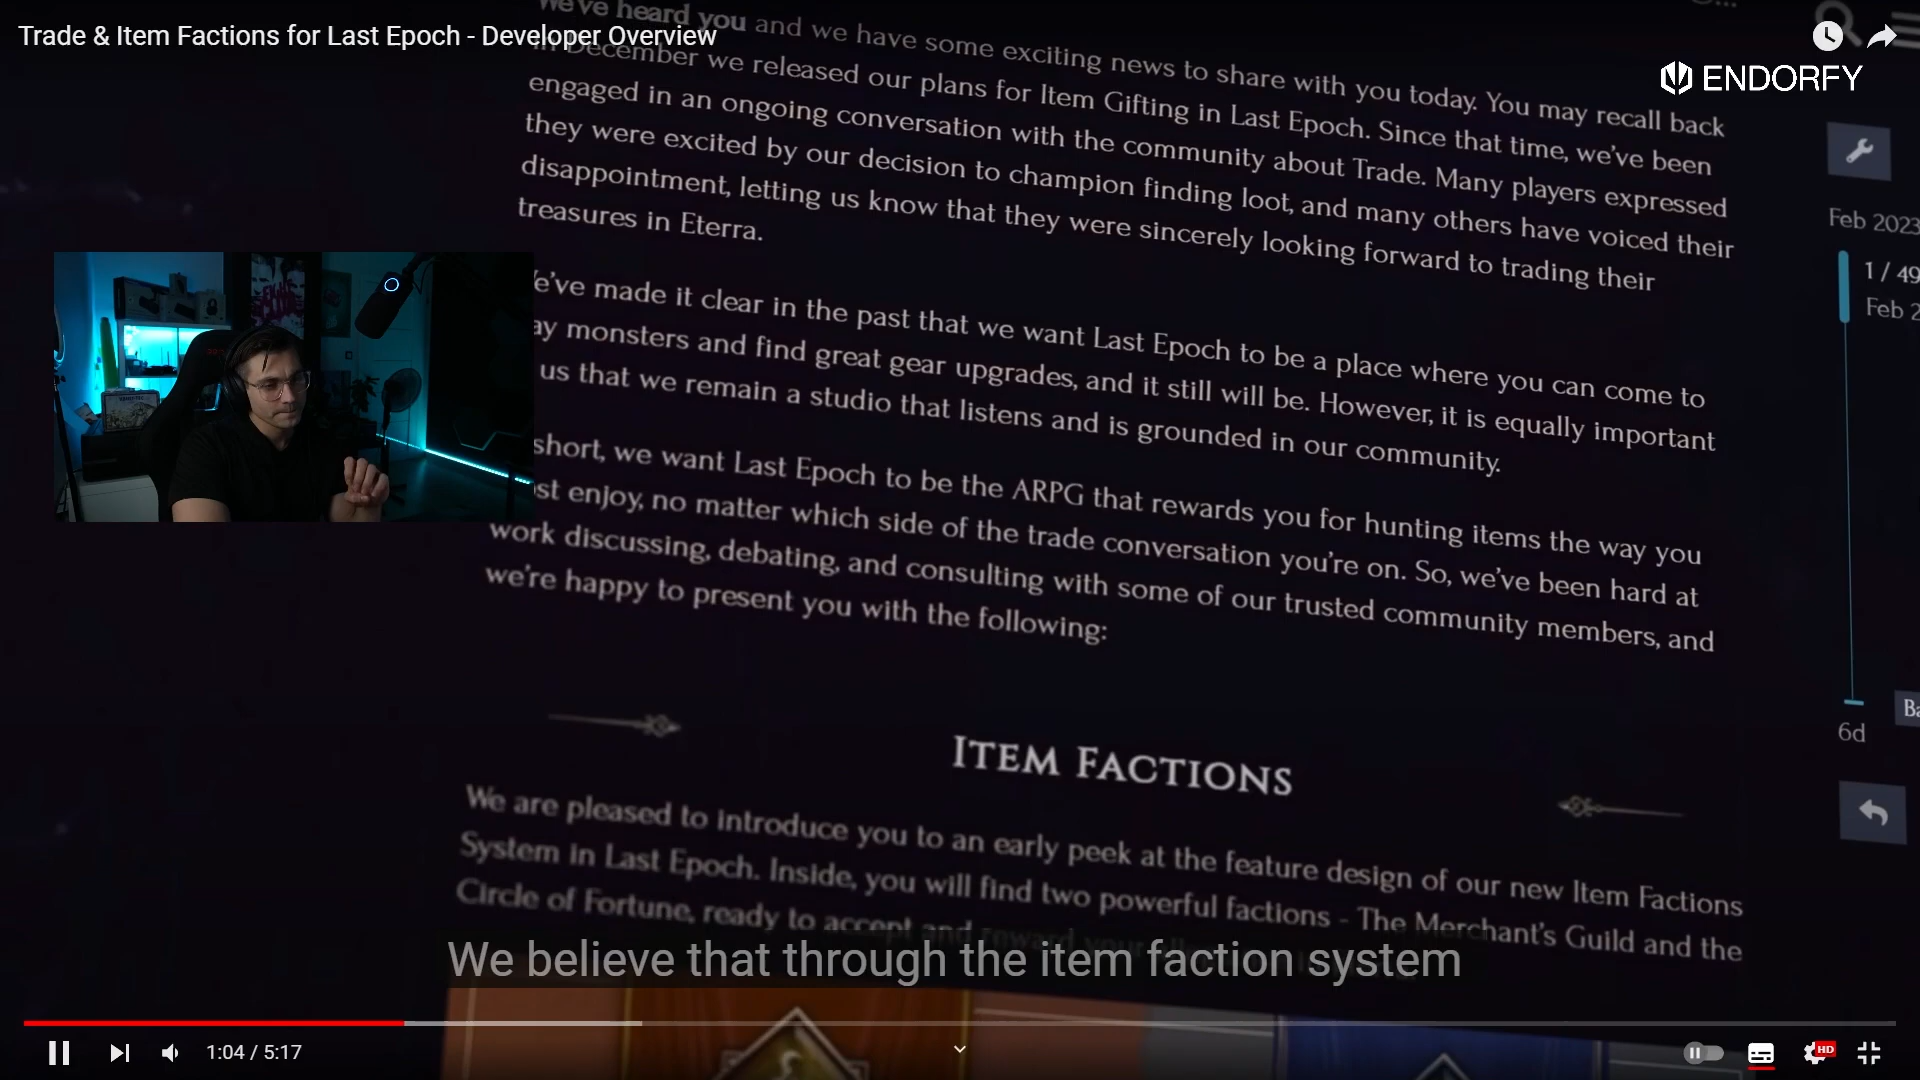 Trade & Item Factions for Last Epoch - Developer Overview
ENDORFY
We've heard you and we have some exciting news to share with you today. You may recall back
in December we released our plans for Item Gifting in Last Epoch. Since that time, we've been
engaged in an ongoing conversation with the community about Trade. Many players expressed
they were excited by our decision to champion finding loot, and many others have voiced their
disappointment, letting us know that they were sincerely looking forward to trading their
treasures in Eterra.
Feb 2023
1 / 49
Feb 2
e've made it clear in the past that we want Last Epoch to be a place where you can come to
ay monsters and find great gear upgrades, and it still will be. However, it is equally important
us that we remain a studio that listens and is grounded in our community.
short, we want Last Epoch to be the ARPG that rewards you for hunting items the way you
st enjoy, no matter which side of the trade conversation you're on. So, we've been hard at
work discussing, debating, and consulting with some of our trusted community members, and
we're happy to present you with the following:
Ba
6d
ITEM FACTIONS
We are pleased to introduce you to an early peek at the feature design of our new Item Factions
System in Last Epoch. Inside, you will find two powerful factions - The Merchant's Guild and the
Circle of Fortune, ready to accept and reward your
We believe that through the item faction system
1:04 / 5:17
HD